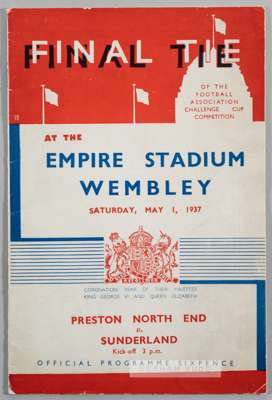 FINAL TIE
OF THE
FOOTBALL
ASSOCIATION
CHALLENGE CUP
COMPETITION
AT THE
EMPIRE STADIUM
WEMBLEY
SATURDAY, MAY 1, 1937
CORONATION YEAR OF THEIR MAJESTIES
KING GEORGE VI AND QUEEN ELIZABETH
PRESTON NORTH END
v.
SUNDERLAND
Kick-off 3 p.m.
OFFICIAL PROGRAMME SIXPENCE